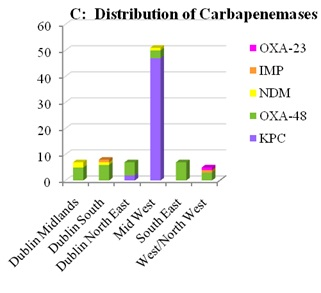 C: Distribution of Carbapenemases
60
50
40
30
20
10
0
OXA-23
IMP
NDM
OXA-48
KPC
Dublin Midlands
Dublin South
Dublin North East
Mid West
South East
West/North West